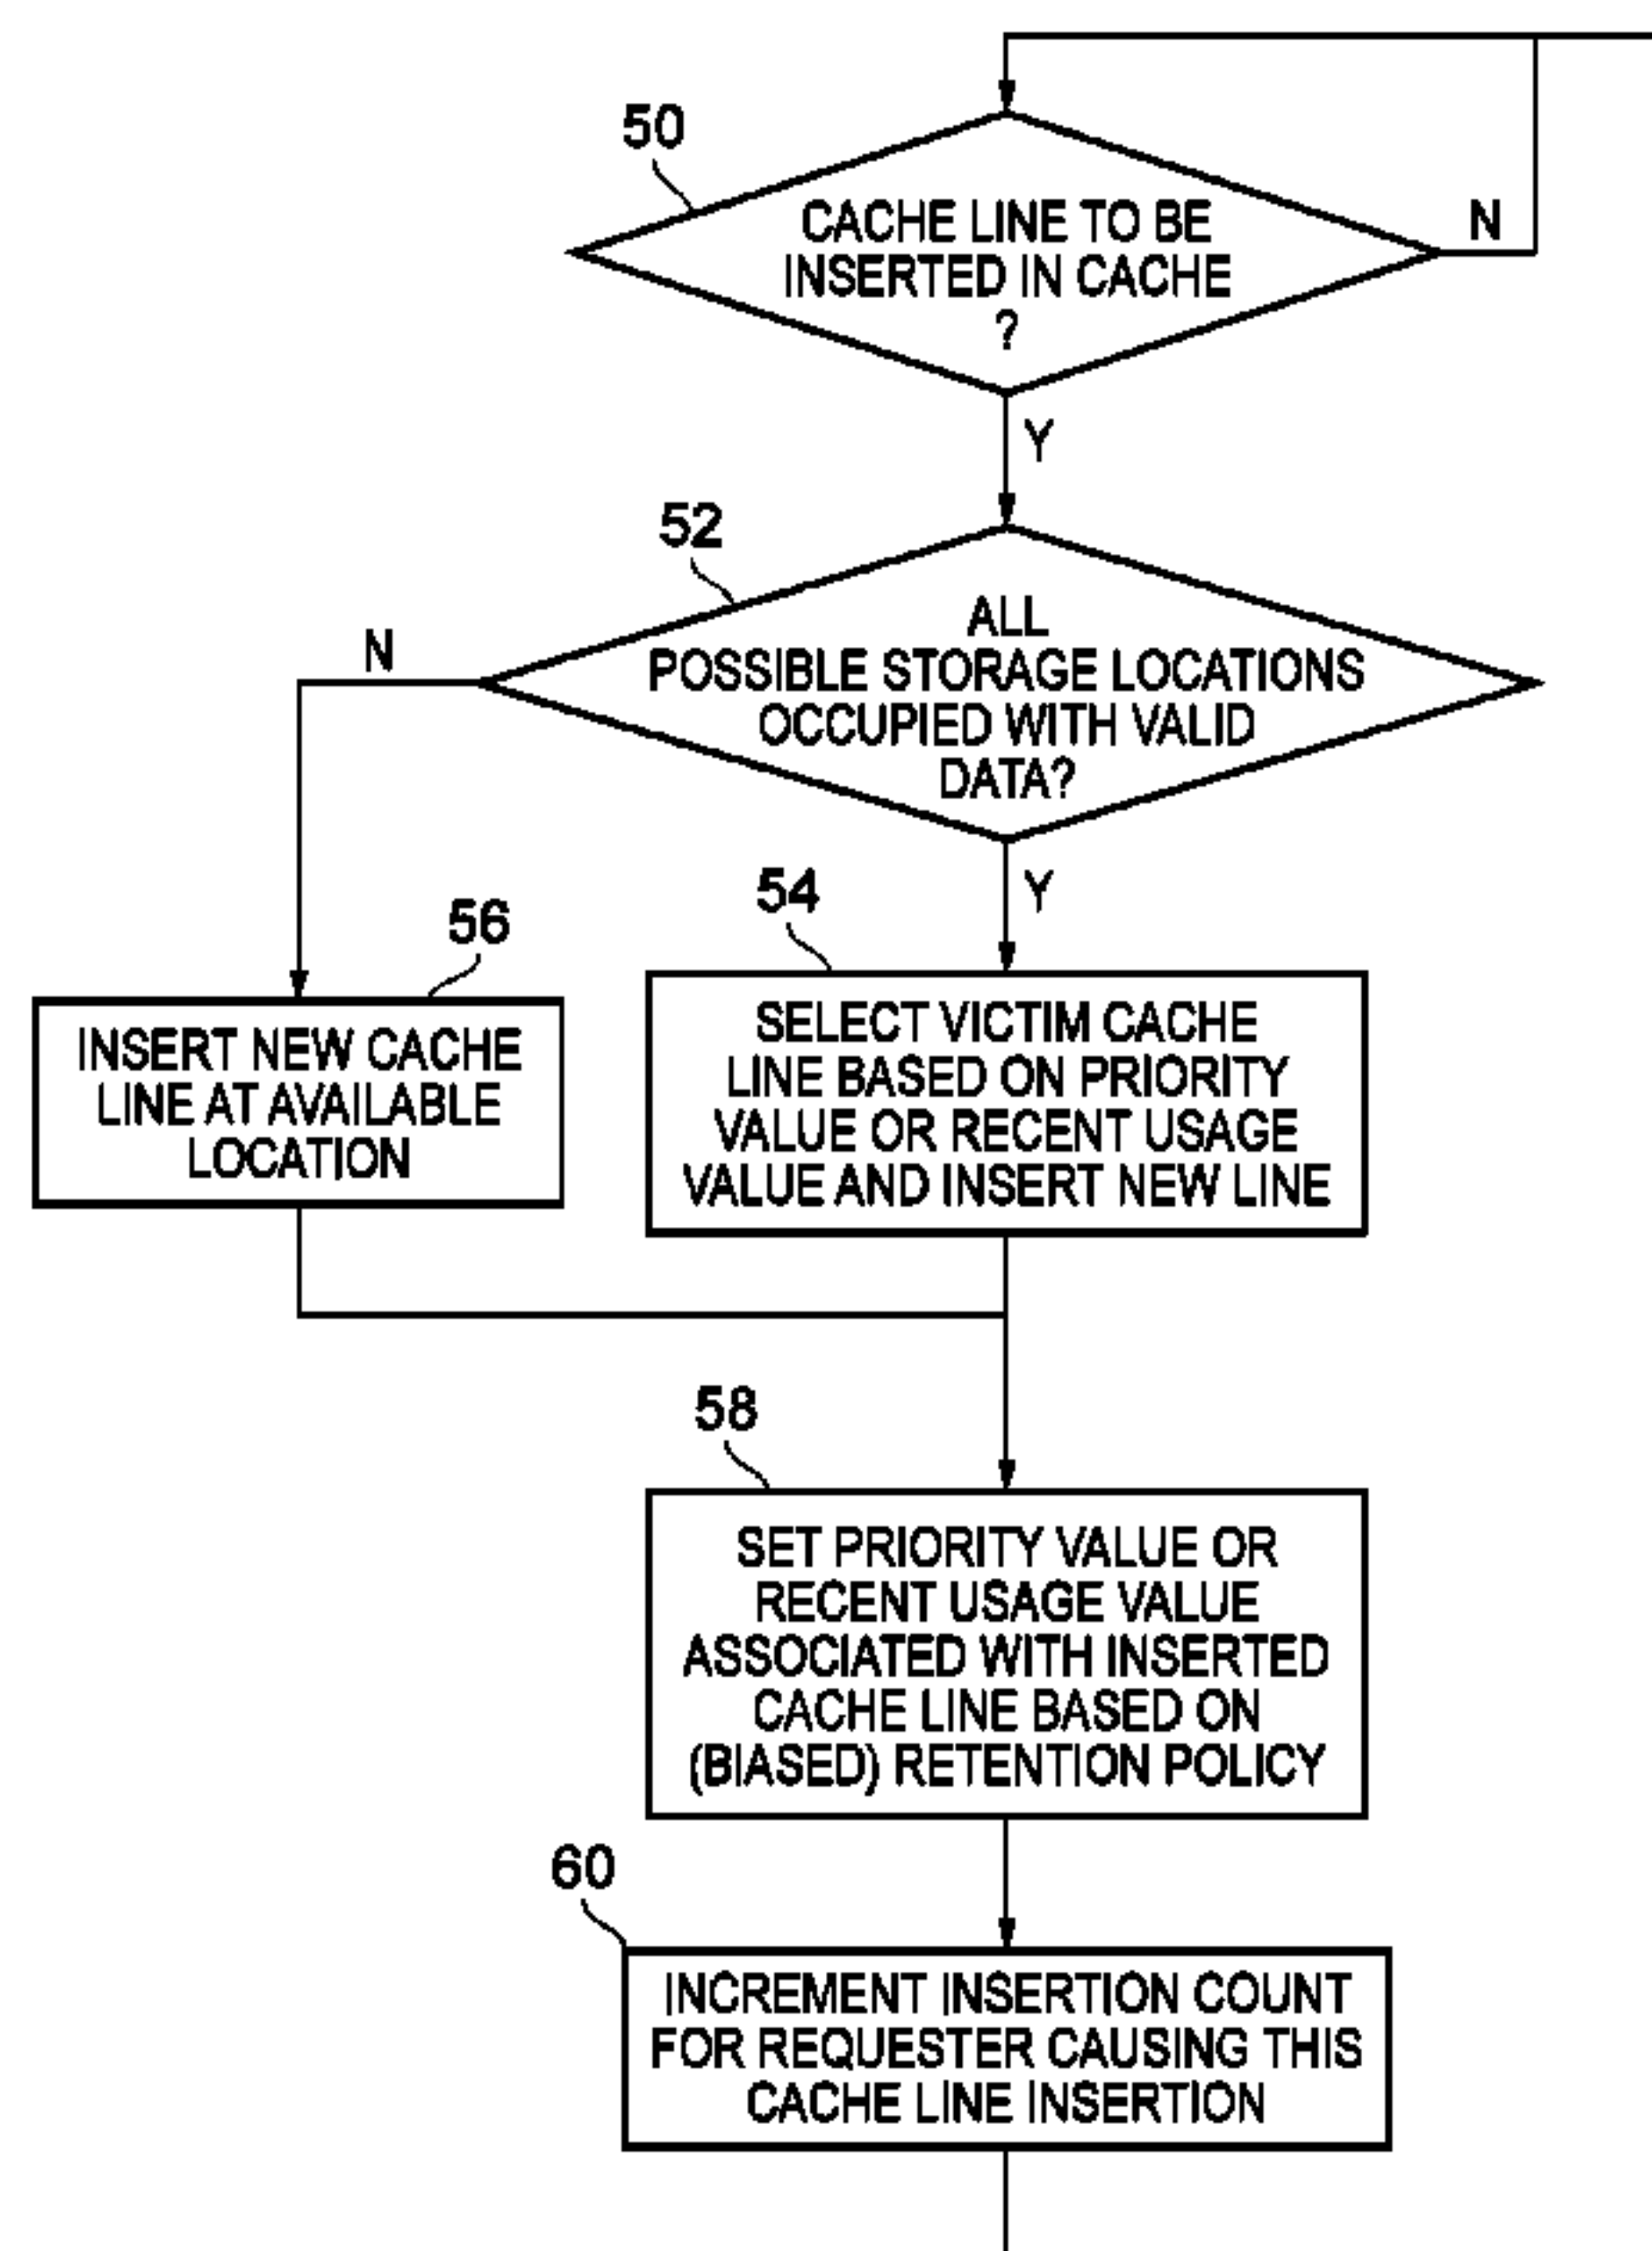 50
CACHE LINE TO BE
INSERTED IN CACHE
?
N
Y
52
ALL
POSSIBLE STORAGE LOCATIONS
OCCUPIED WITH VALID
DATA?
N
Y
54
SELECT VICTIM CACHE
LINE BASED ON PRIORITY
VALUE OR RECENT USAGE
VALUE AND INSERT NEW LINE
56
INSERT NEW CACHE
LINE AT AVAILABLE
LOCATION
58
SET PRIORITY VALUE OR
RECENT USAGE VALUE
ASSOCIATED WITH INSERTED
CACHE LINE BASED ON
(BIASED) RETENTION POLICY
60
INCREMENT INSERTION COUNT
FOR REQUESTER CAUSING THIS
CACHE LINE INSERTION